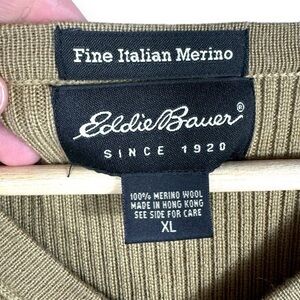 Fine Italian Merino
Eddie Bauer®
SINCE 1920
100% MERINO WOOL
MADE IN HONG KONG
SEE SIDE FOR CARE
XL